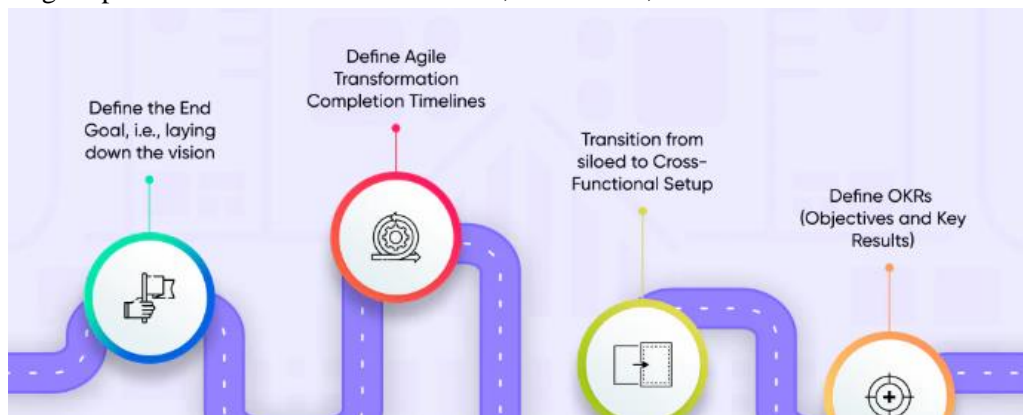 Define the End
Goal, i.e., laying
down the vision
Define Agile
Transformation
Completion Timelines
Transition from
siloed to Cross-
Functional Setup
Define OKRs
(Objectives and Key
Results)